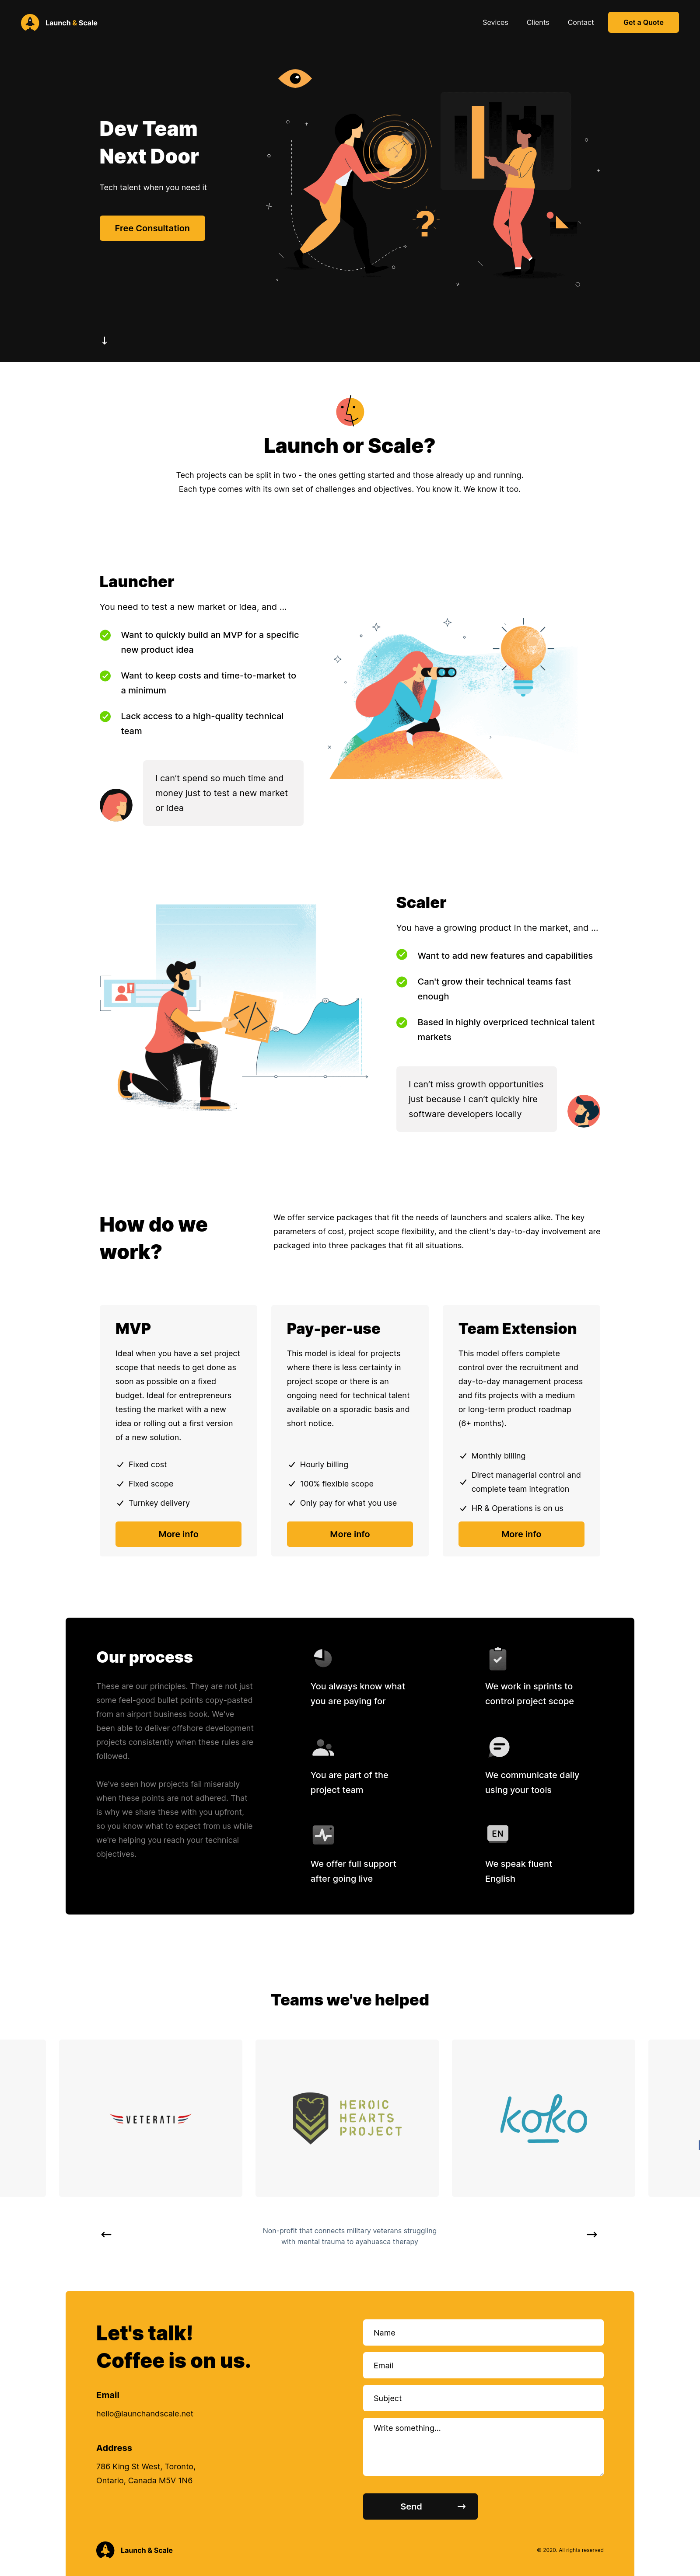 Launch & Scale
Sevices
Clients
Contact
Get a Quote
Dev Team
Next Door
Tech talent when you need it
Free Consultation
?
Launch or Scale?
Tech projects can be split in two - the ones getting started and those already up and running.
Each type comes with its own set of challenges and objectives. You know it. We know it too.
Launcher
You need to test a new market or idea, and ...
Want to quickly build an MVP for a specific
new product idea
Want to keep costs and time-to-market to
a minimum
Lack access to a high-quality technical
team
I can't spend so much time and
money just to test a new market
or idea
Scaler
You have a growing product in the market, and ...
Want to add new features and capabilities
Can't grow their technical teams fast
enough
Based in highly overpriced technical talent
markets
I can't miss growth opportunities
just because I can't quickly hire
software developers locally
</>
How do we
work?
We offer service packages that fit the needs of launchers and scalers alike. The key
parameters of cost, project scope flexibility, and the client's day-to-day involvement are
packaged into three packages that fit all situations.
MVP
Ideal when you have a set project
scope that needs to get done as
soon as possible on a fixed
budget. Ideal for entrepreneurs
testing the market with a new
idea or rolling out a first version
of a new solution.
Fixed cost
Fixed scope
Turnkey delivery
More info
Pay-per-use
This model is ideal for projects
where there is less certainty in
project scope or there is an
ongoing need for technical talent
available on a sporadic basis and
short notice.
Hourly billing
100% flexible scope
Only pay for what you use
More info
Team Extension
This model offers complete
control over the recruitment and
day-to-day management process
and fits projects with a medium
or long-term product roadmap
(6+ months).
Monthly billing
Direct managerial control and
complete team integration
HR & Operations is on us
More info
Our process
These are our principles. They are not just
some feel-good bullet points copy-pasted
from an airport business book. We've
been able to deliver offshore development
projects consistently when these rules are
followed.
We've seen how projects fail miserably
when these points are not adhered. That
is why we share these with you upfront,
so you know what to expect from us while
we're helping you reach your technical
objectives.
You always know what
you are paying for
We work in sprints to
control project scope
You are part of the
project team
We communicate daily
using your tools
We offer full support
after going live
EN
We speak fluent
English
Teams we've helped
VETERATI
HEROIC
HEARTS
PROJECT
koko
Non-profit that connects military veterans struggling
with mental trauma to ayahuasca therapy
Let's talk!
Coffee is on us.
Email
hello@launchandscale.net
Address
786 King St West, Toronto,
Ontario, Canada M5V 1N6
Name
Email
Subject
Write something...
Send
Launch & Scale
© 2020. All rights reserved